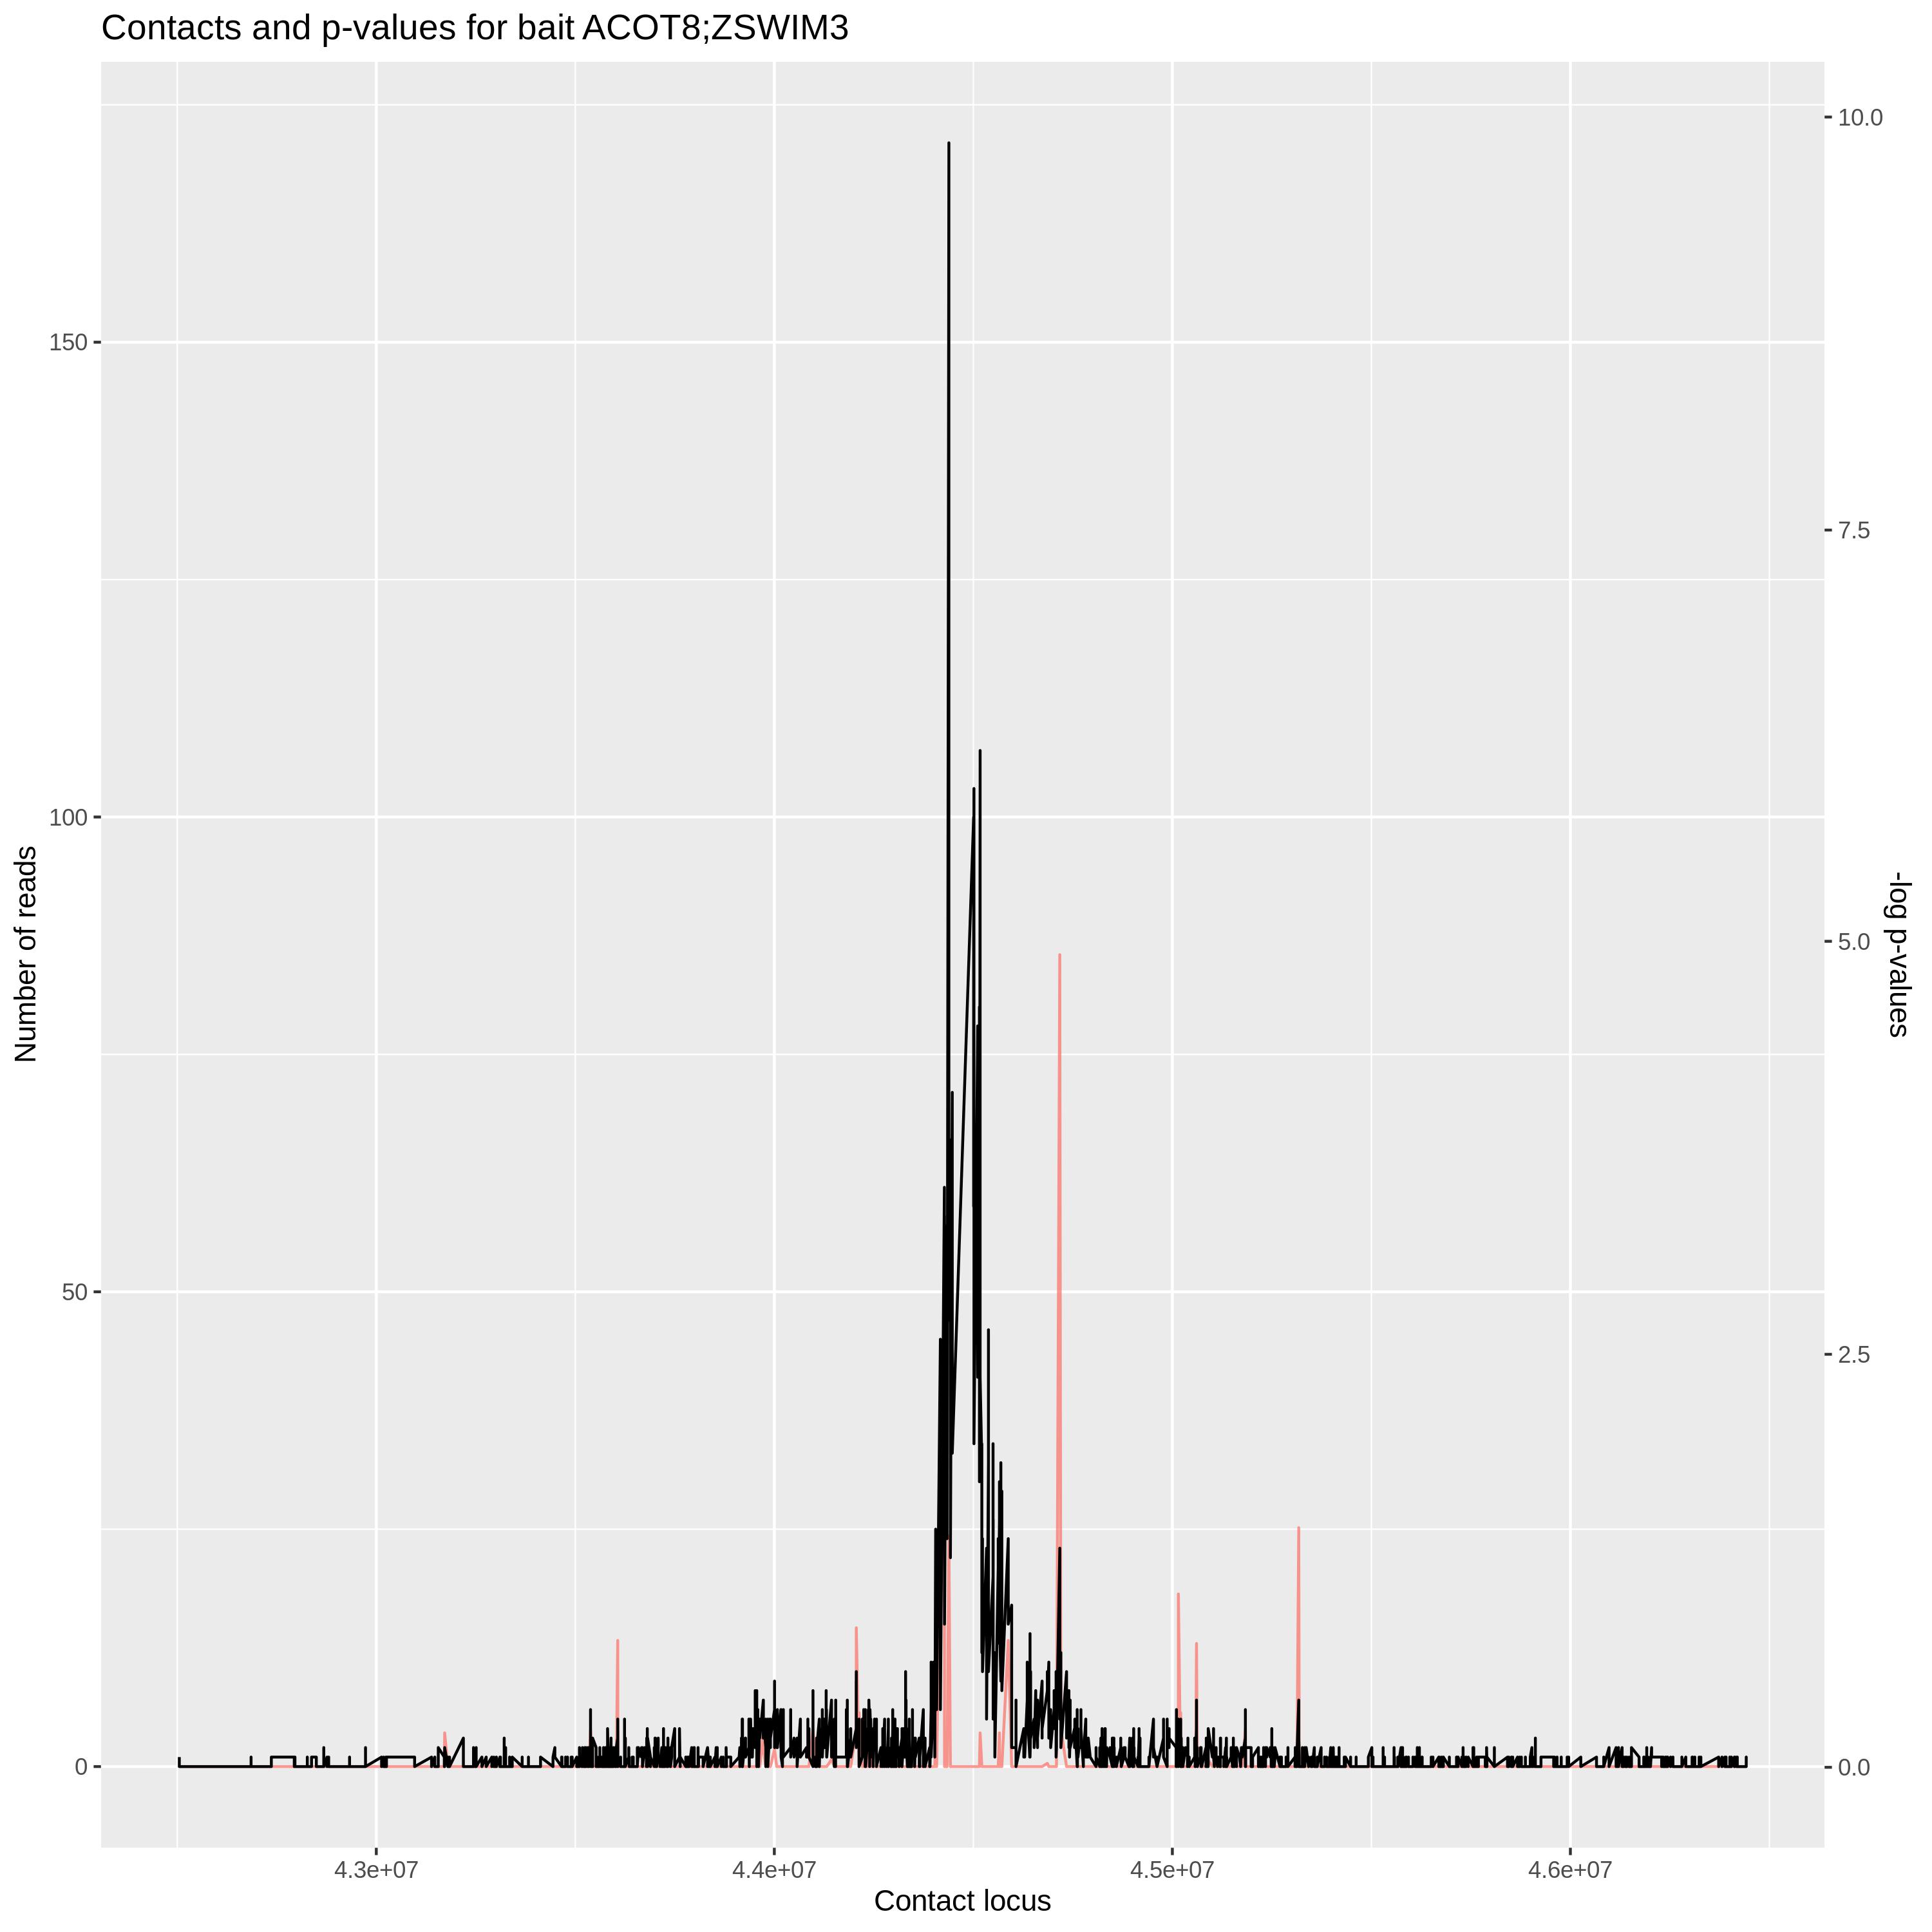 Contacts and p-values for bait ACOT8;ZSWIM3
10.0
150
7.5
100
Number of reads
5.0
-log p-values
50
2.5
0
0.0
4.3e+07
4.4e+07
4.5e+07
4.6e+07
Contact locus